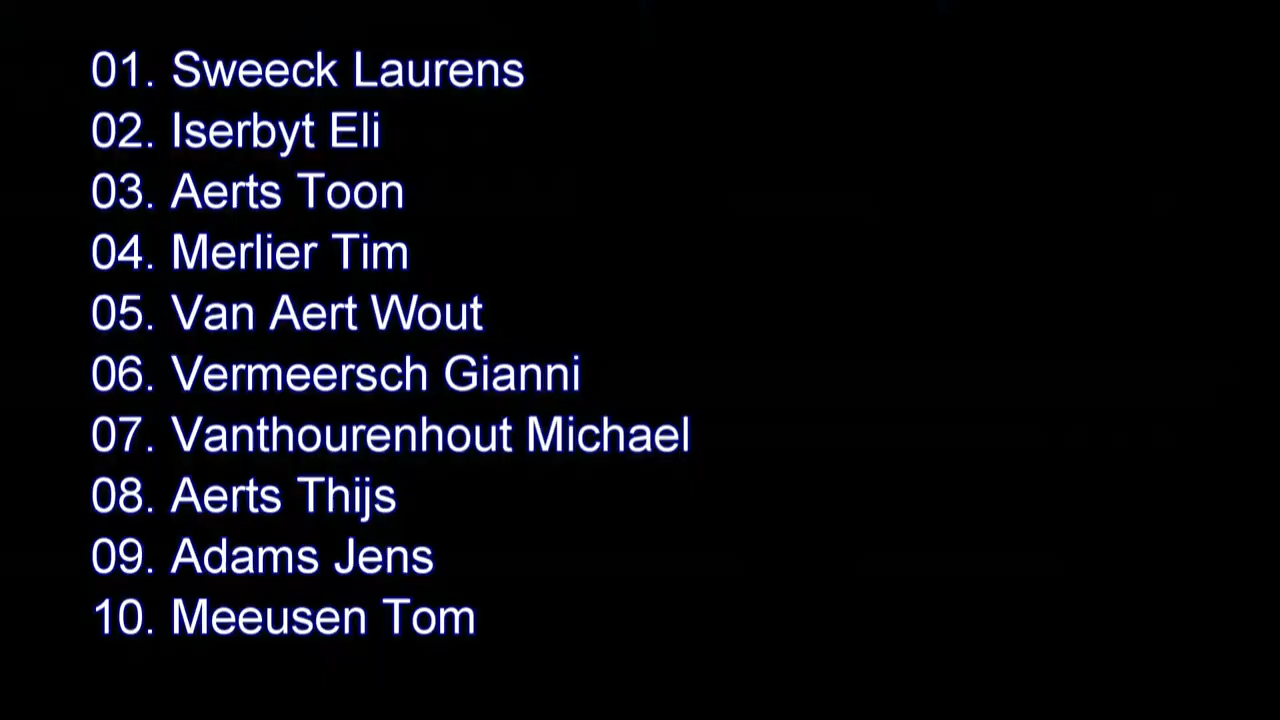 01. Sweeck Laurens
02. Iserbyt Eli
03. Aerts Toon
04. Merlier Tim
05. Van Aert Wout
06. Vermeersch Gianni
07. Vanthourenhout Michael
08. Aerts Thijs
09. Adams Jens
10. Meeusen Tom